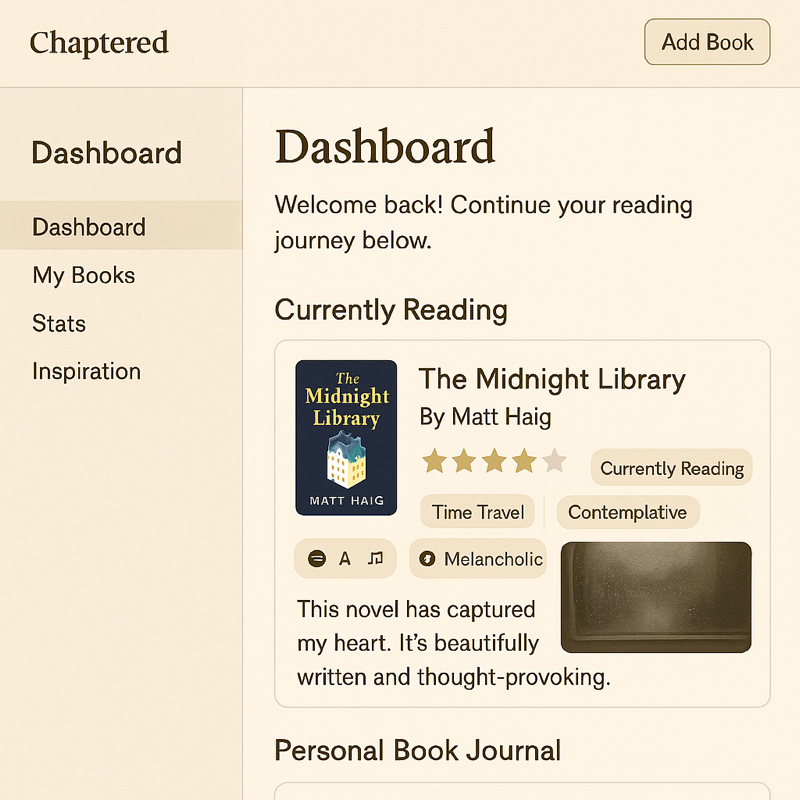 Chaptered
Add Book
Dashboard
Dashboard
My Books
Stats
Inspiration
Dashboard
Welcome back! Continue your reading
journey below.
Currently Reading
The
Midnight
Library
MATT HAIG
The Midnight Library
By Matt Haig
Currently Reading
Time Travel
Contemplative
A
Melancholic
This novel has captured
my heart. It’s beautifully
written and thought-provoking.
Personal Book Journal